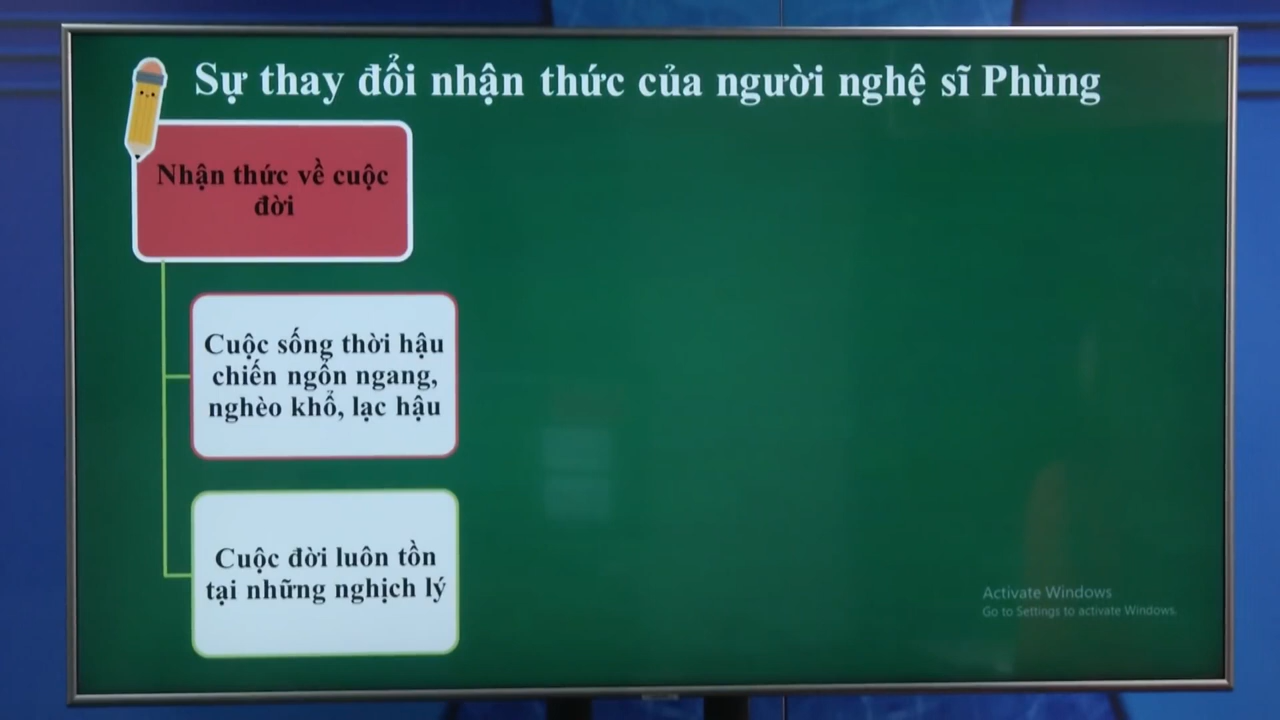 Sự thay đổi nhận thức của người nghệ sĩ Phùng
Nhận thức về cuộc
đời
Cuộc sống thời hậu
chiến ngổn ngang,
nghèo khổ, lạc hậu
Cuộc đời luôn tồn
tại những nghịch lý
Activate Windows
Go to Settings to activate Windows.